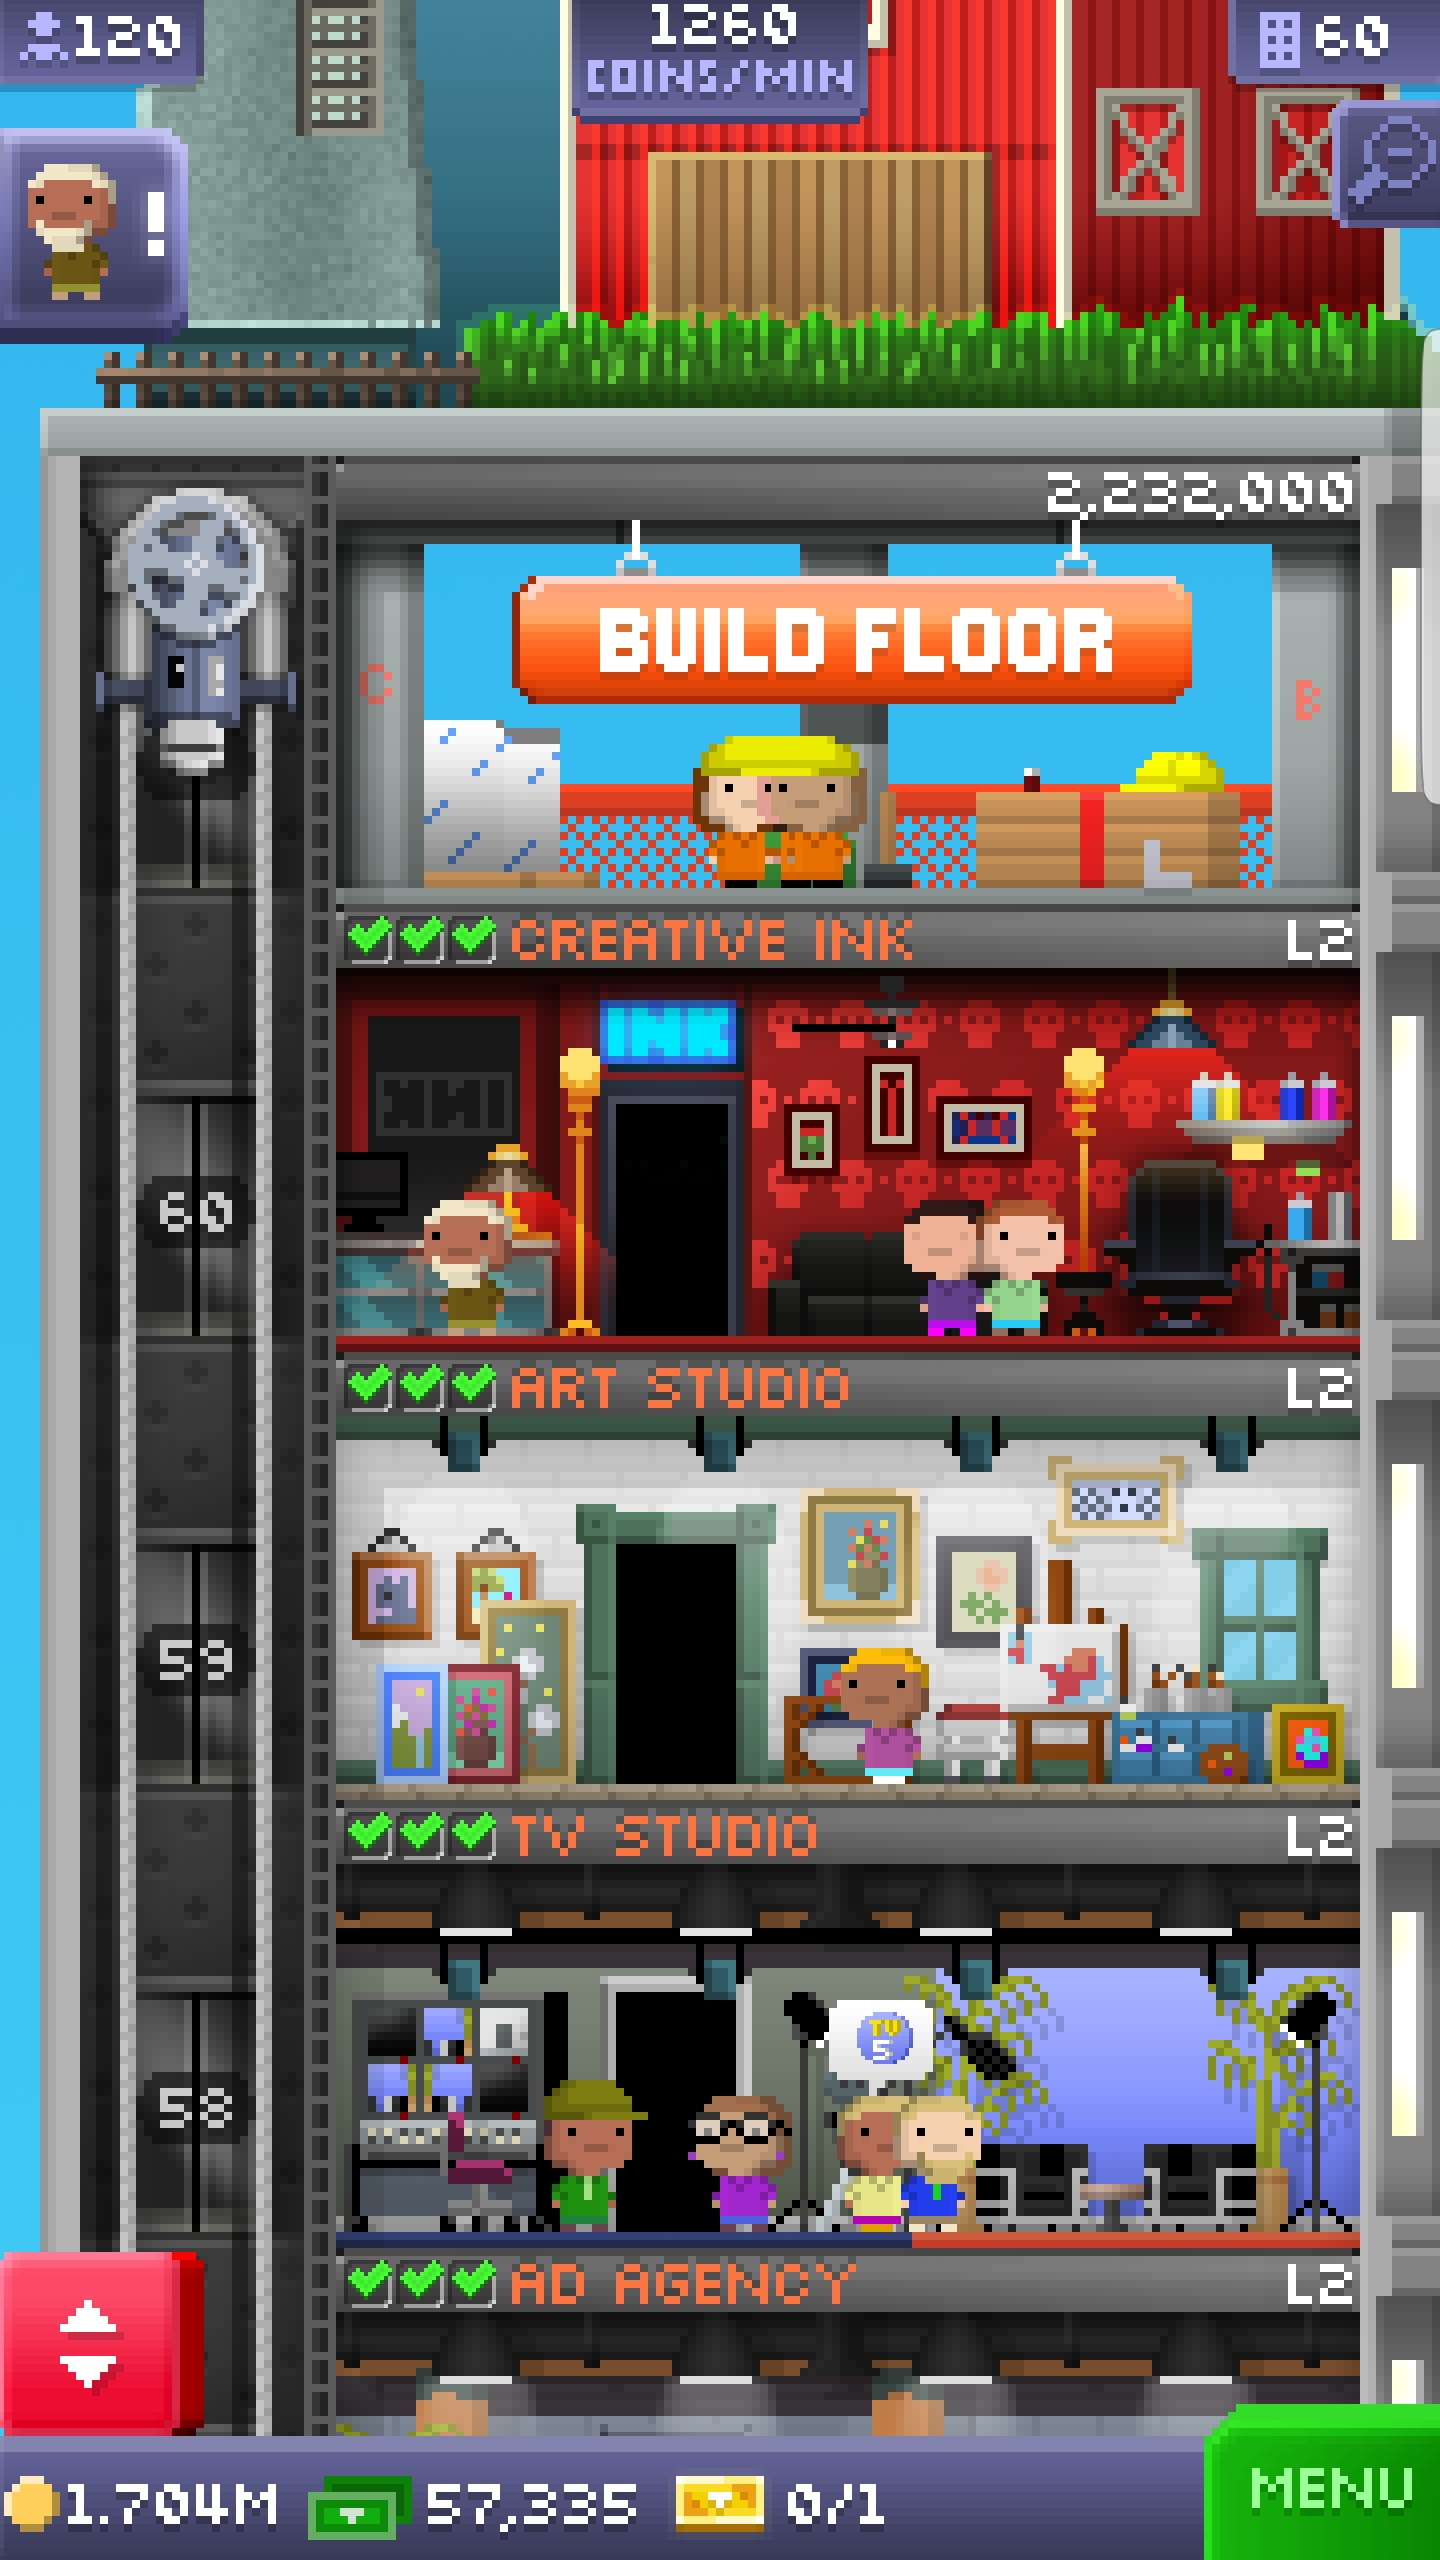 120
1260
COINS/MIN
60
!
2,232,000
BUILD FLOOR
C
B
CREATIVE INK L2
INK
60
ART STUDIO L2
59
TV STUDIO L2
TV
5
58
AD AGENCY L2
1.704M 57,335 0/1
MENU